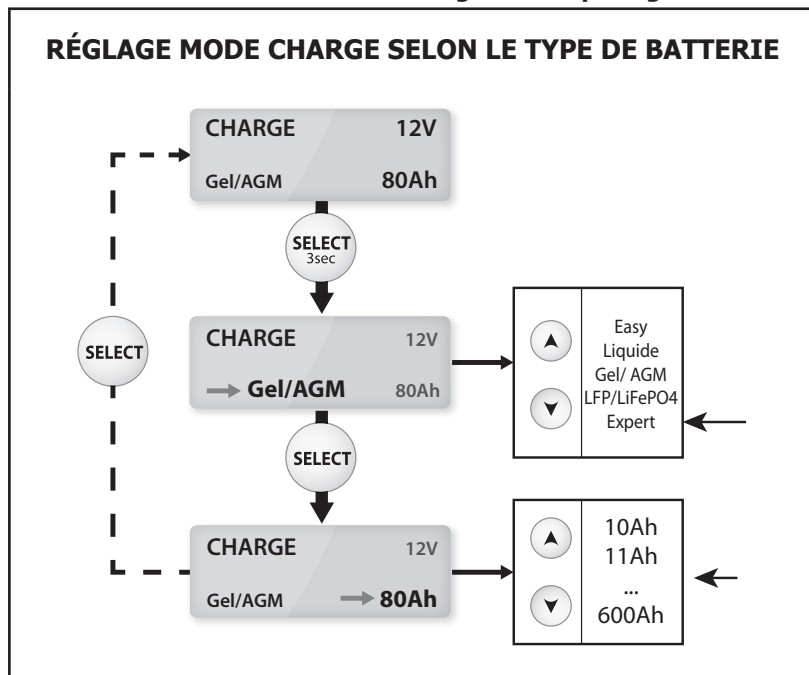 RÉGLAGE MODE CHARGE SELON LE TYPE DE BATTERIE
CHARGE 12V
Gel/AGM 80Ah
SELECT
3sec
CHARGE 12V
Gel/AGM 80Ah
Easy
Liquide
Gel/ AGM
LFP/LiFePO4
Expert
SELECT
SELECT
CHARGE 12V
Gel/AGM 80Ah
10Ah
11Ah
...
600Ah